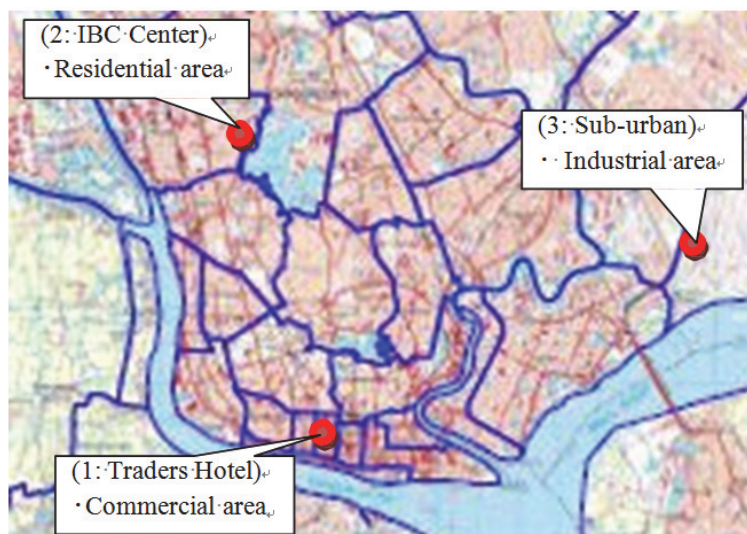 (2: IBC Center)
・Residential area
(3: Sub-urban)
・ Industrial area
(1: Traders Hotel)
・Commercial area